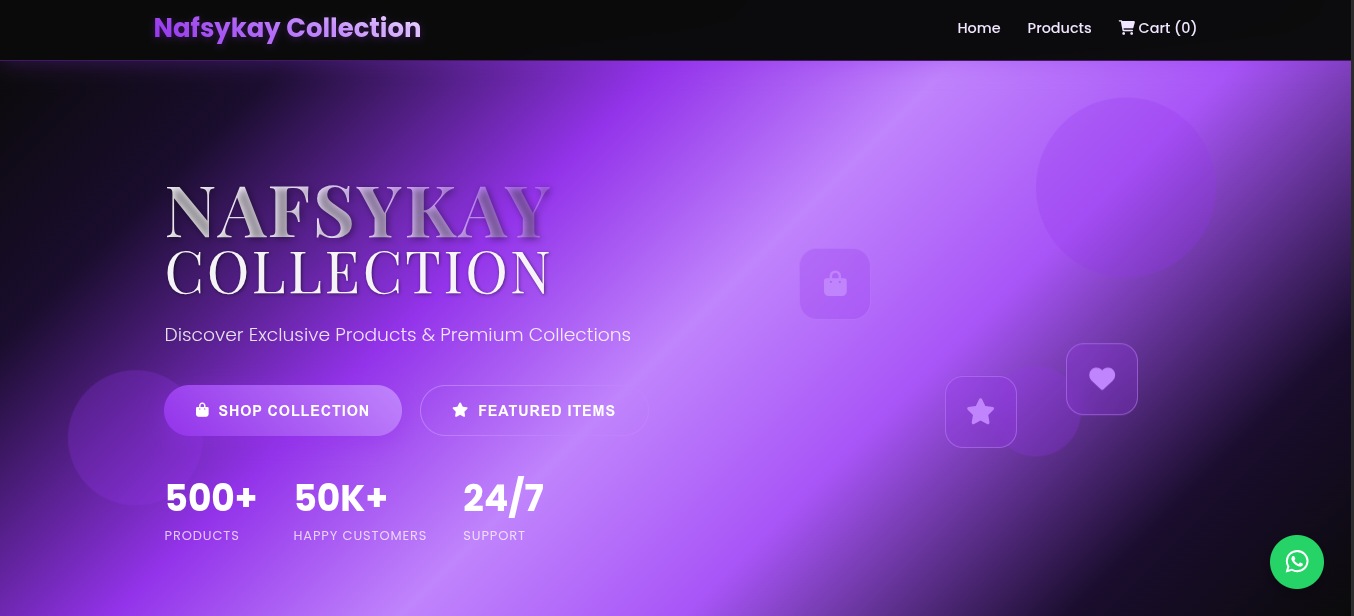 Nafsykay Collection
Home Products Cart (0)
NAFSYKAY
COLLECTION
Discover Exclusive Products & Premium Collections
SHOP COLLECTION FEATURED ITEMS
500+ 50K+ 24/7
PRODUCTS HAPPY CUSTOMERS SUPPORT